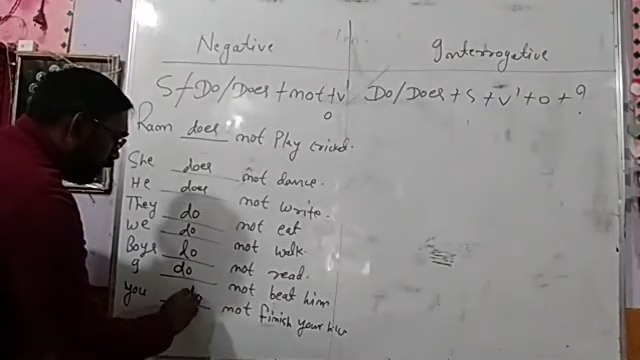 Negative
Interrogative
S + Do/Does + not + v¹
o
Do/Does + S + v¹ + o + ?
Ram does not Play cricket.
She does not dance.
He does not write.
They do not eat
We do not walk.
Boys do not read.
I do not beat him
you do not finish your